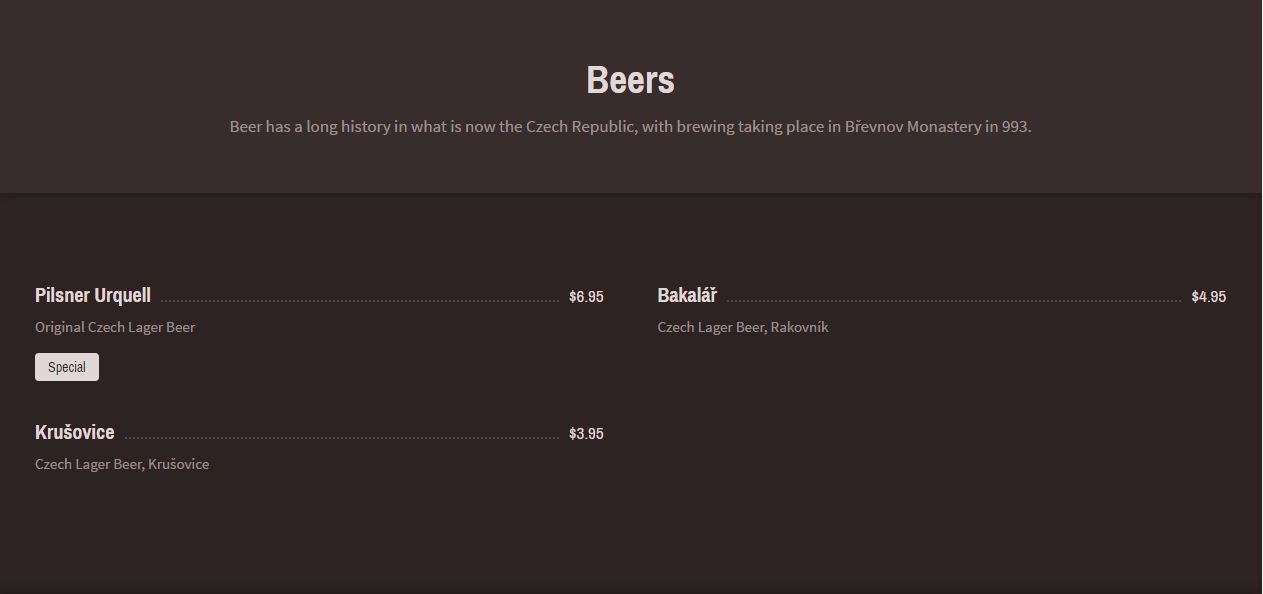 Beers
Beer has a long history in what is now the Czech Republic, with brewing taking place in Břevnov Monastery in 993.
Pilsner Urquell $6.95
Original Czech Lager Beer
Special
Bakalář $4.95
Czech Lager Beer, Rakovník
Krušovice $3.95
Czech Lager Beer, Krušovice